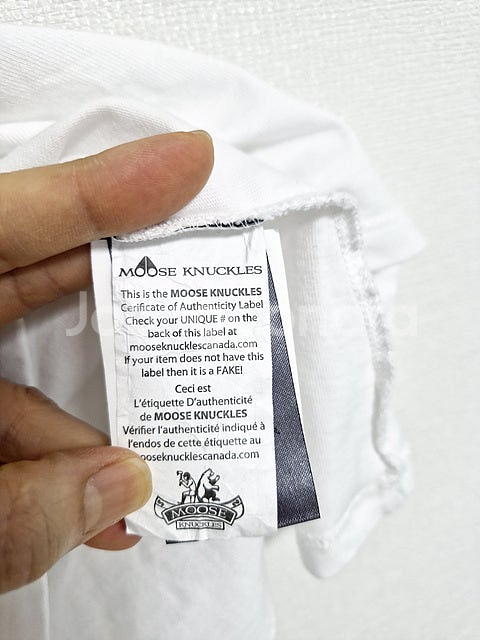 MOOSE KNUCKLES
This is the MOOSE KNUCKLES
Cerificate of Authenticity Label
Check your UNIQUE # on the
back of this label at
mooseknucklescanada.com
If your item does not have this
label then it is a FAKE!
Ceci est
L'étiquette D'authenticité
de MOOSE KNUCKLES
Vérifier l'authenticité indiqué à
l'endos de cette étiquette au
ooseknucklescanada.com
MOOSE
KNUCKLES